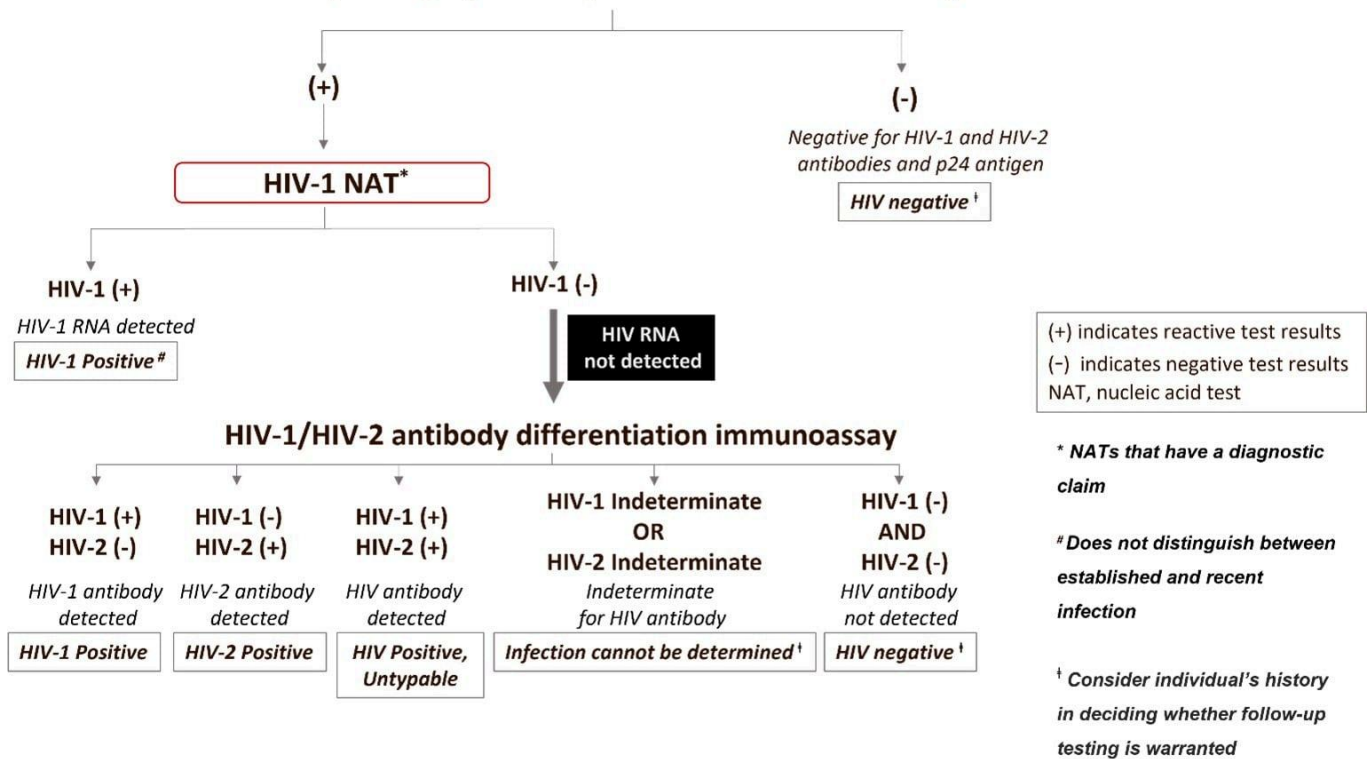 (+)
(-)
Negative for HIV-1 and HIV-2
antibodies and p24 antigen
HIV negative ƚ
HIV-1 NAT*
HIV-1 (+)
HIV-1 RNA detected
HIV-1 Positive #
HIV-1 (-)
HIV RNA
not detected
HIV-1/HIV-2 antibody differentiation immunoassay
HIV-1 (+)
HIV-2 (-)
HIV-1 antibody
detected
HIV-1 Positive
HIV-1 (-)
HIV-2 (+)
HIV-2 antibody
detected
HIV-2 Positive
HIV-1 (+)
HIV-2 (+)
HIV antibody
detected
HIV Positive,
Untypable
HIV-1 Indeterminate
OR
HIV-2 Indeterminate
Indeterminate
for HIV antibody
Infection cannot be determined ƚ
HIV-1 (-)
AND
HIV-2 (-)
HIV antibody
not detected
HIV negative ƚ
(+) indicates reactive test results
(-) indicates negative test results
NAT, nucleic acid test
* NATs that have a diagnostic
claim
# Does not distinguish between
established and recent
infection
ƚ Consider individual's history
in deciding whether follow-up
testing is warranted